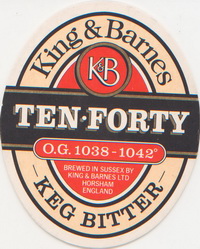 King & Barnes
K&B
TEN·FORTY
O.G. 1038 - 1042°
BREWED IN SUSSEX BY
KING & BARNES LTD
HORSHAM
ENGLAND
– KEG BITTER –